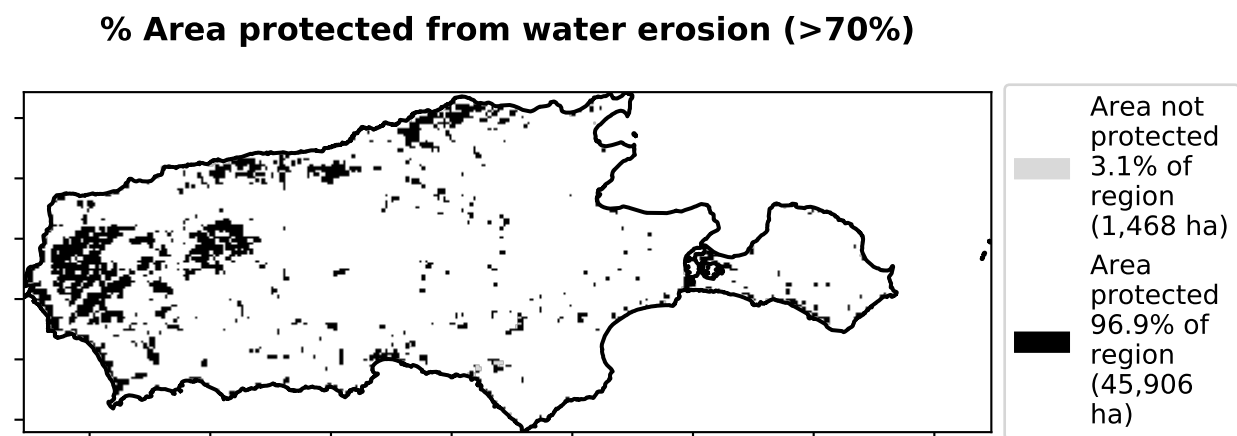 % Area protected from water erosion (>70%)
Area not
protected
3.1% of
region
(1,468 ha)
Area
protected
96.9% of
region
(45,906
ha)